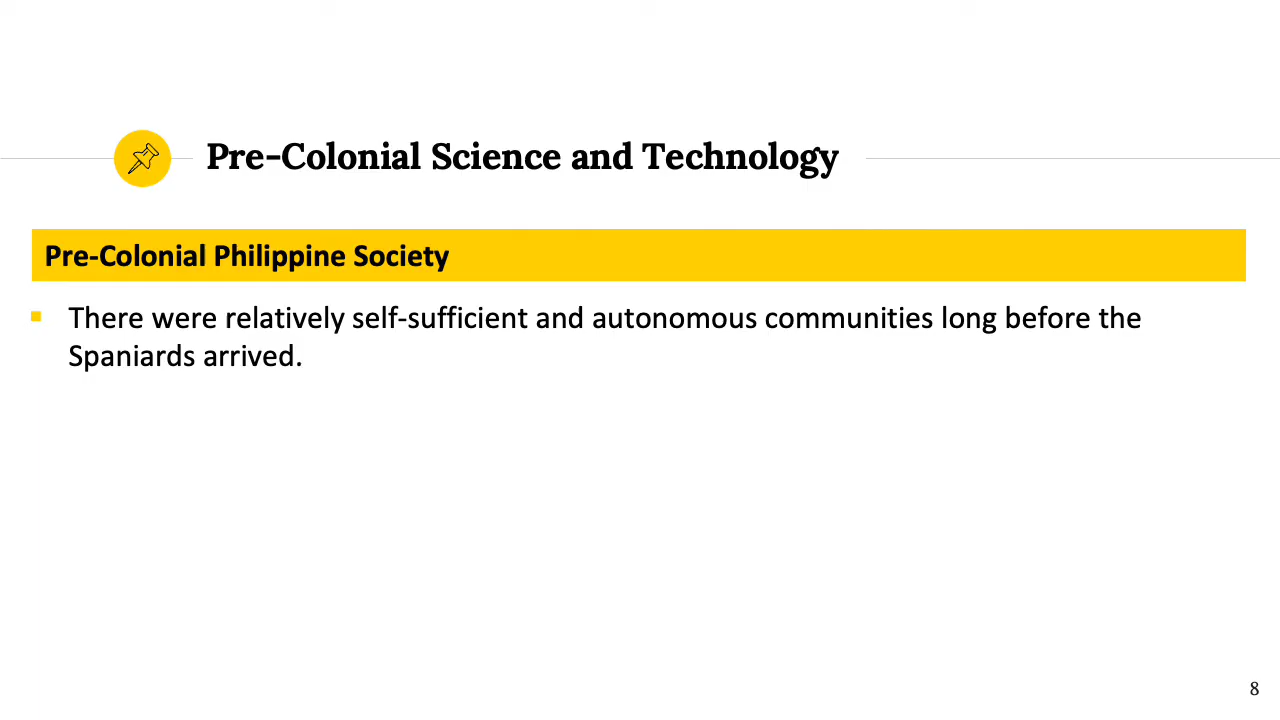 Pre-Colonial Science and Technology
Pre-Colonial Philippine Society
There were relatively self-sufficient and autonomous communities long before the
Spaniards arrived.
8